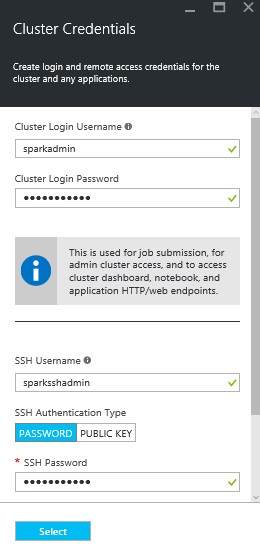 Cluster Credentials
Create login and remote access credentials for the
cluster and any applications.
Cluster Login Username
sparkadmin
Cluster Login Password
•••••••••••
This is used for job submission, for
admin cluster access, and to access
cluster dashboard, notebook, and
application HTTP/web endpoints.
SSH Username
sparksshadmin
SSH Authentication Type
PASSWORD PUBLIC KEY
* SSH Password
•••••••••••
Select